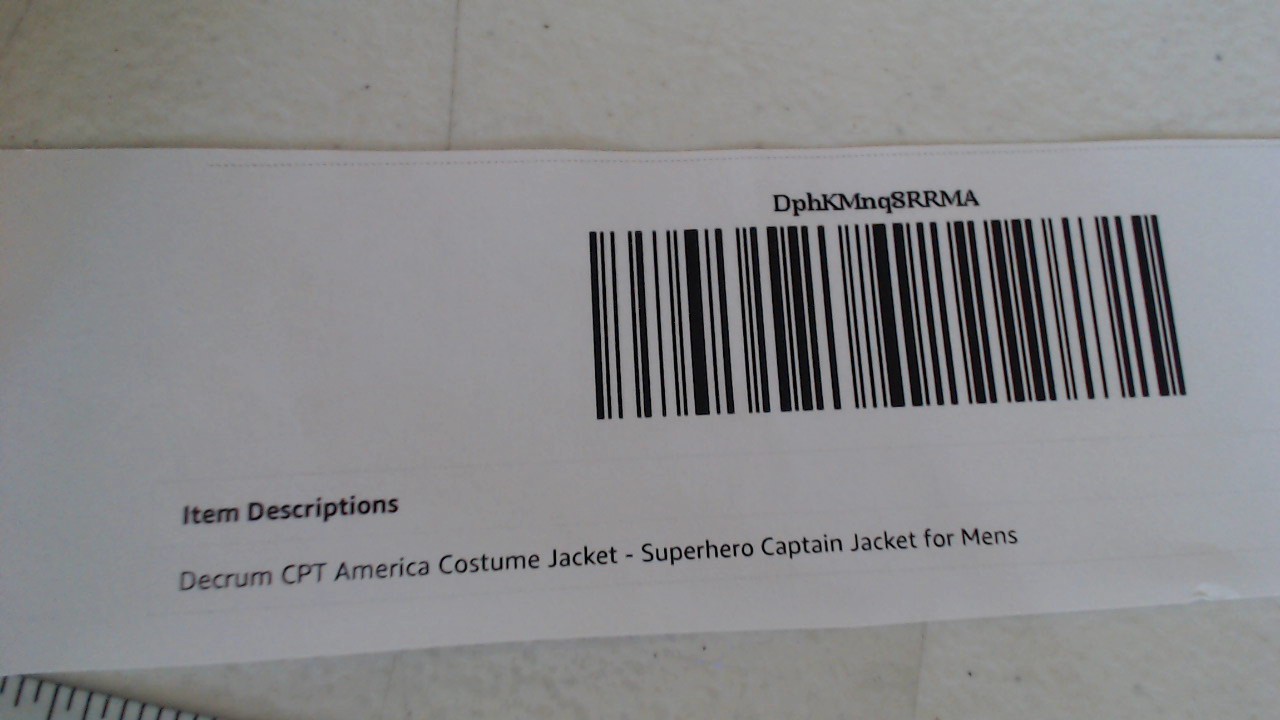 DphKMnq8RRMA
Item Descriptions
Decrum CPT America Costume Jacket - Superhero Captain Jacket for Mens